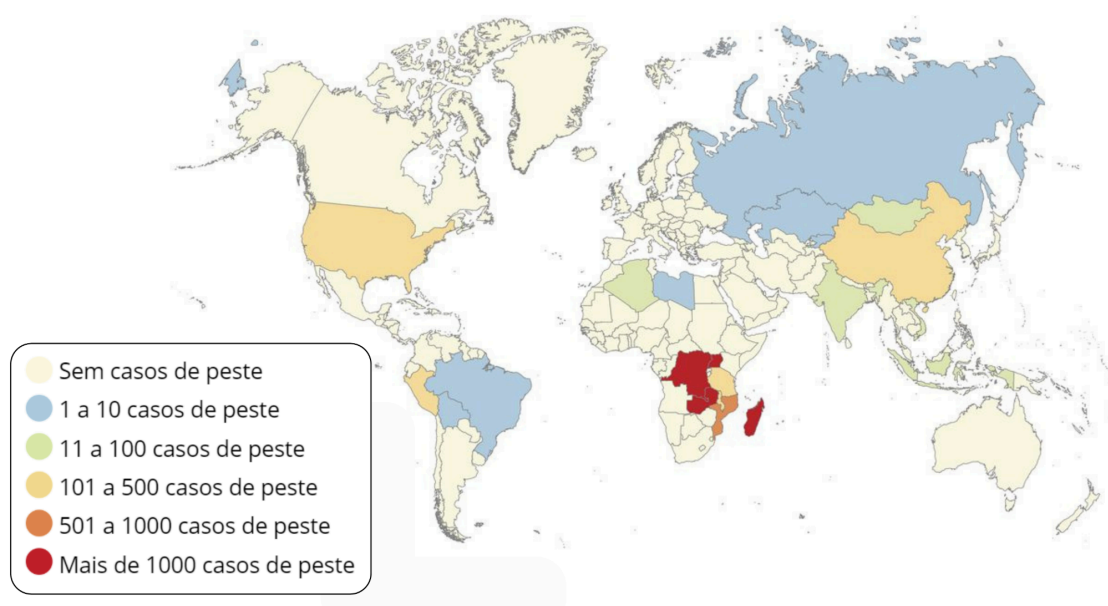 Sem casos de peste
1 a 10 casos de peste
11 a 100 casos de peste
101 a 500 casos de peste
501 a 1000 casos de peste
Mais de 1000 casos de peste